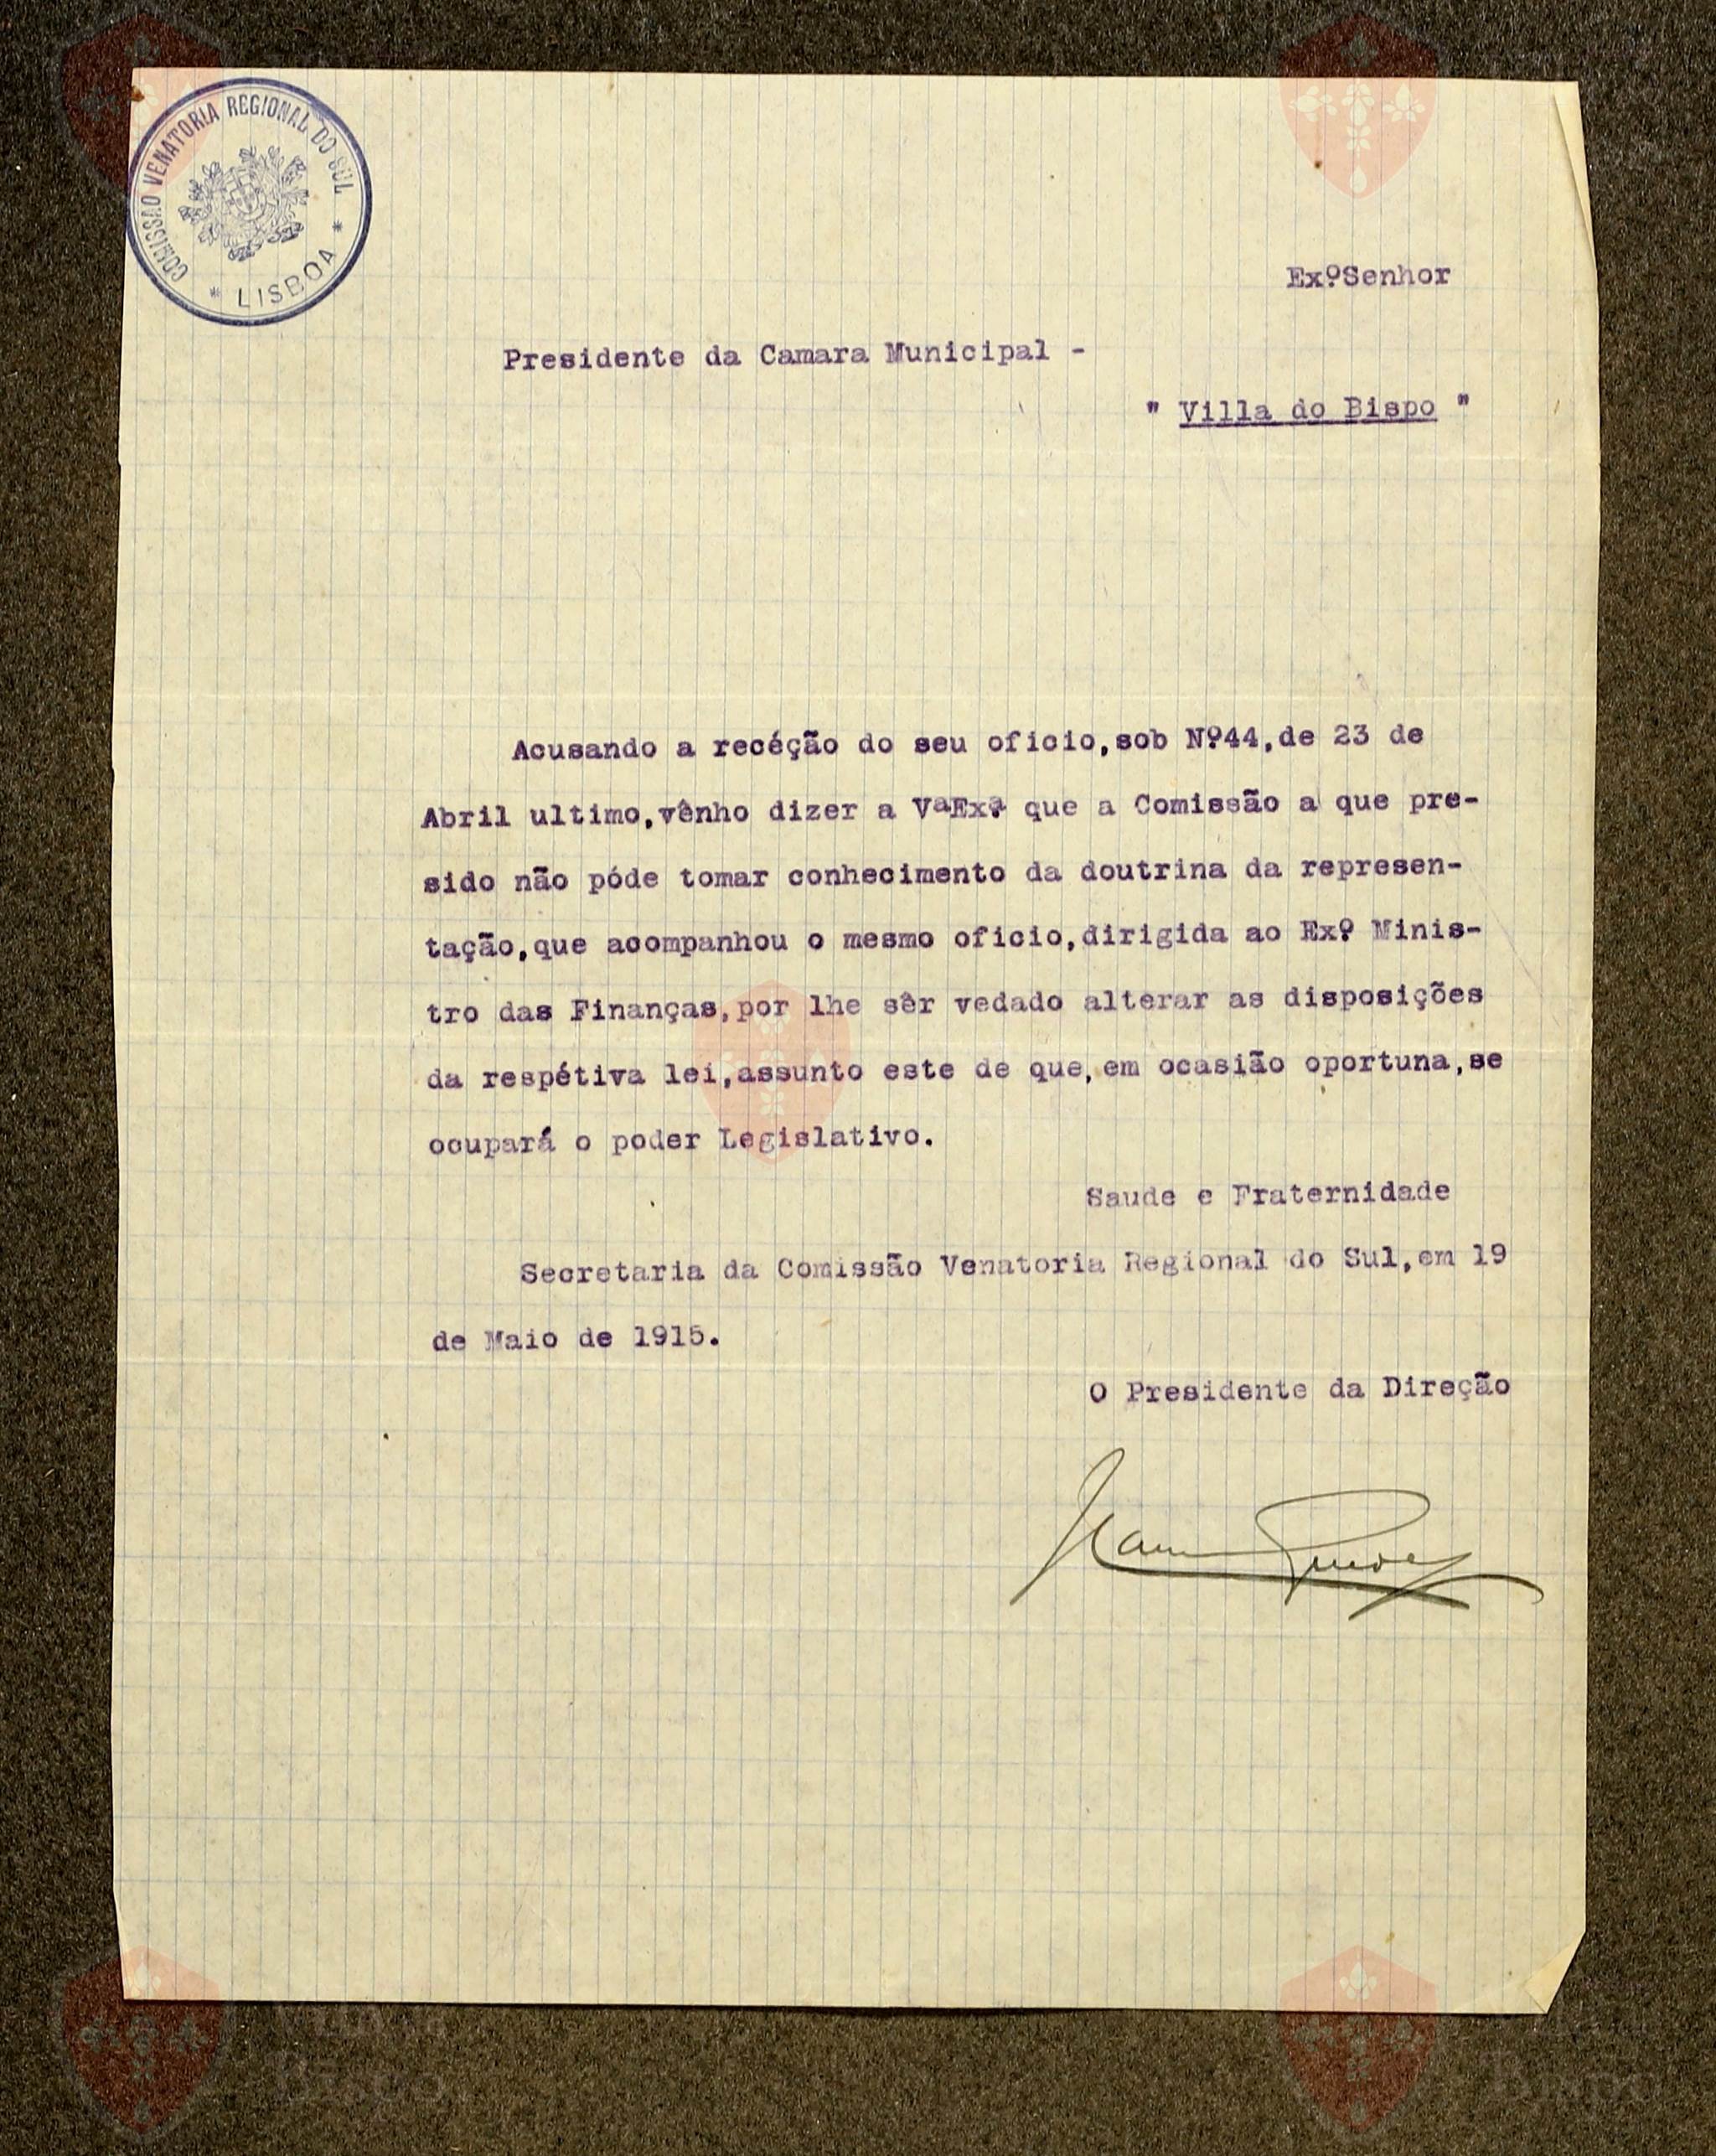 COMISSÃO VENATORIA REGIONAL DO SUL
* LISBOA *
Exº Senhor
Presidente da Camara Municipal -
" Villa do Bispo "
Acusando a recéção do seu oficio,sob Nº44,de 23 de
Abril ultimo,vênho dizer a VªExª que a Comissão a que pre-
sido não póde tomar conhecimento da doutrina da represen-
tação,que acompanhou o mesmo oficio,dirigida ao Exº Minis-
tro das Finanças,por lhe sêr vedado alterar as disposições
da respétiva lei,assunto este de que,em ocasião oportuna,se
ocupará o poder Legislativo.
Saude e Fraternidade
Secretaria da Comissão Venatoria Regional do Sul,em 19
de Maio de 1915.
O Presidente da Direção
Bispo
Bispo